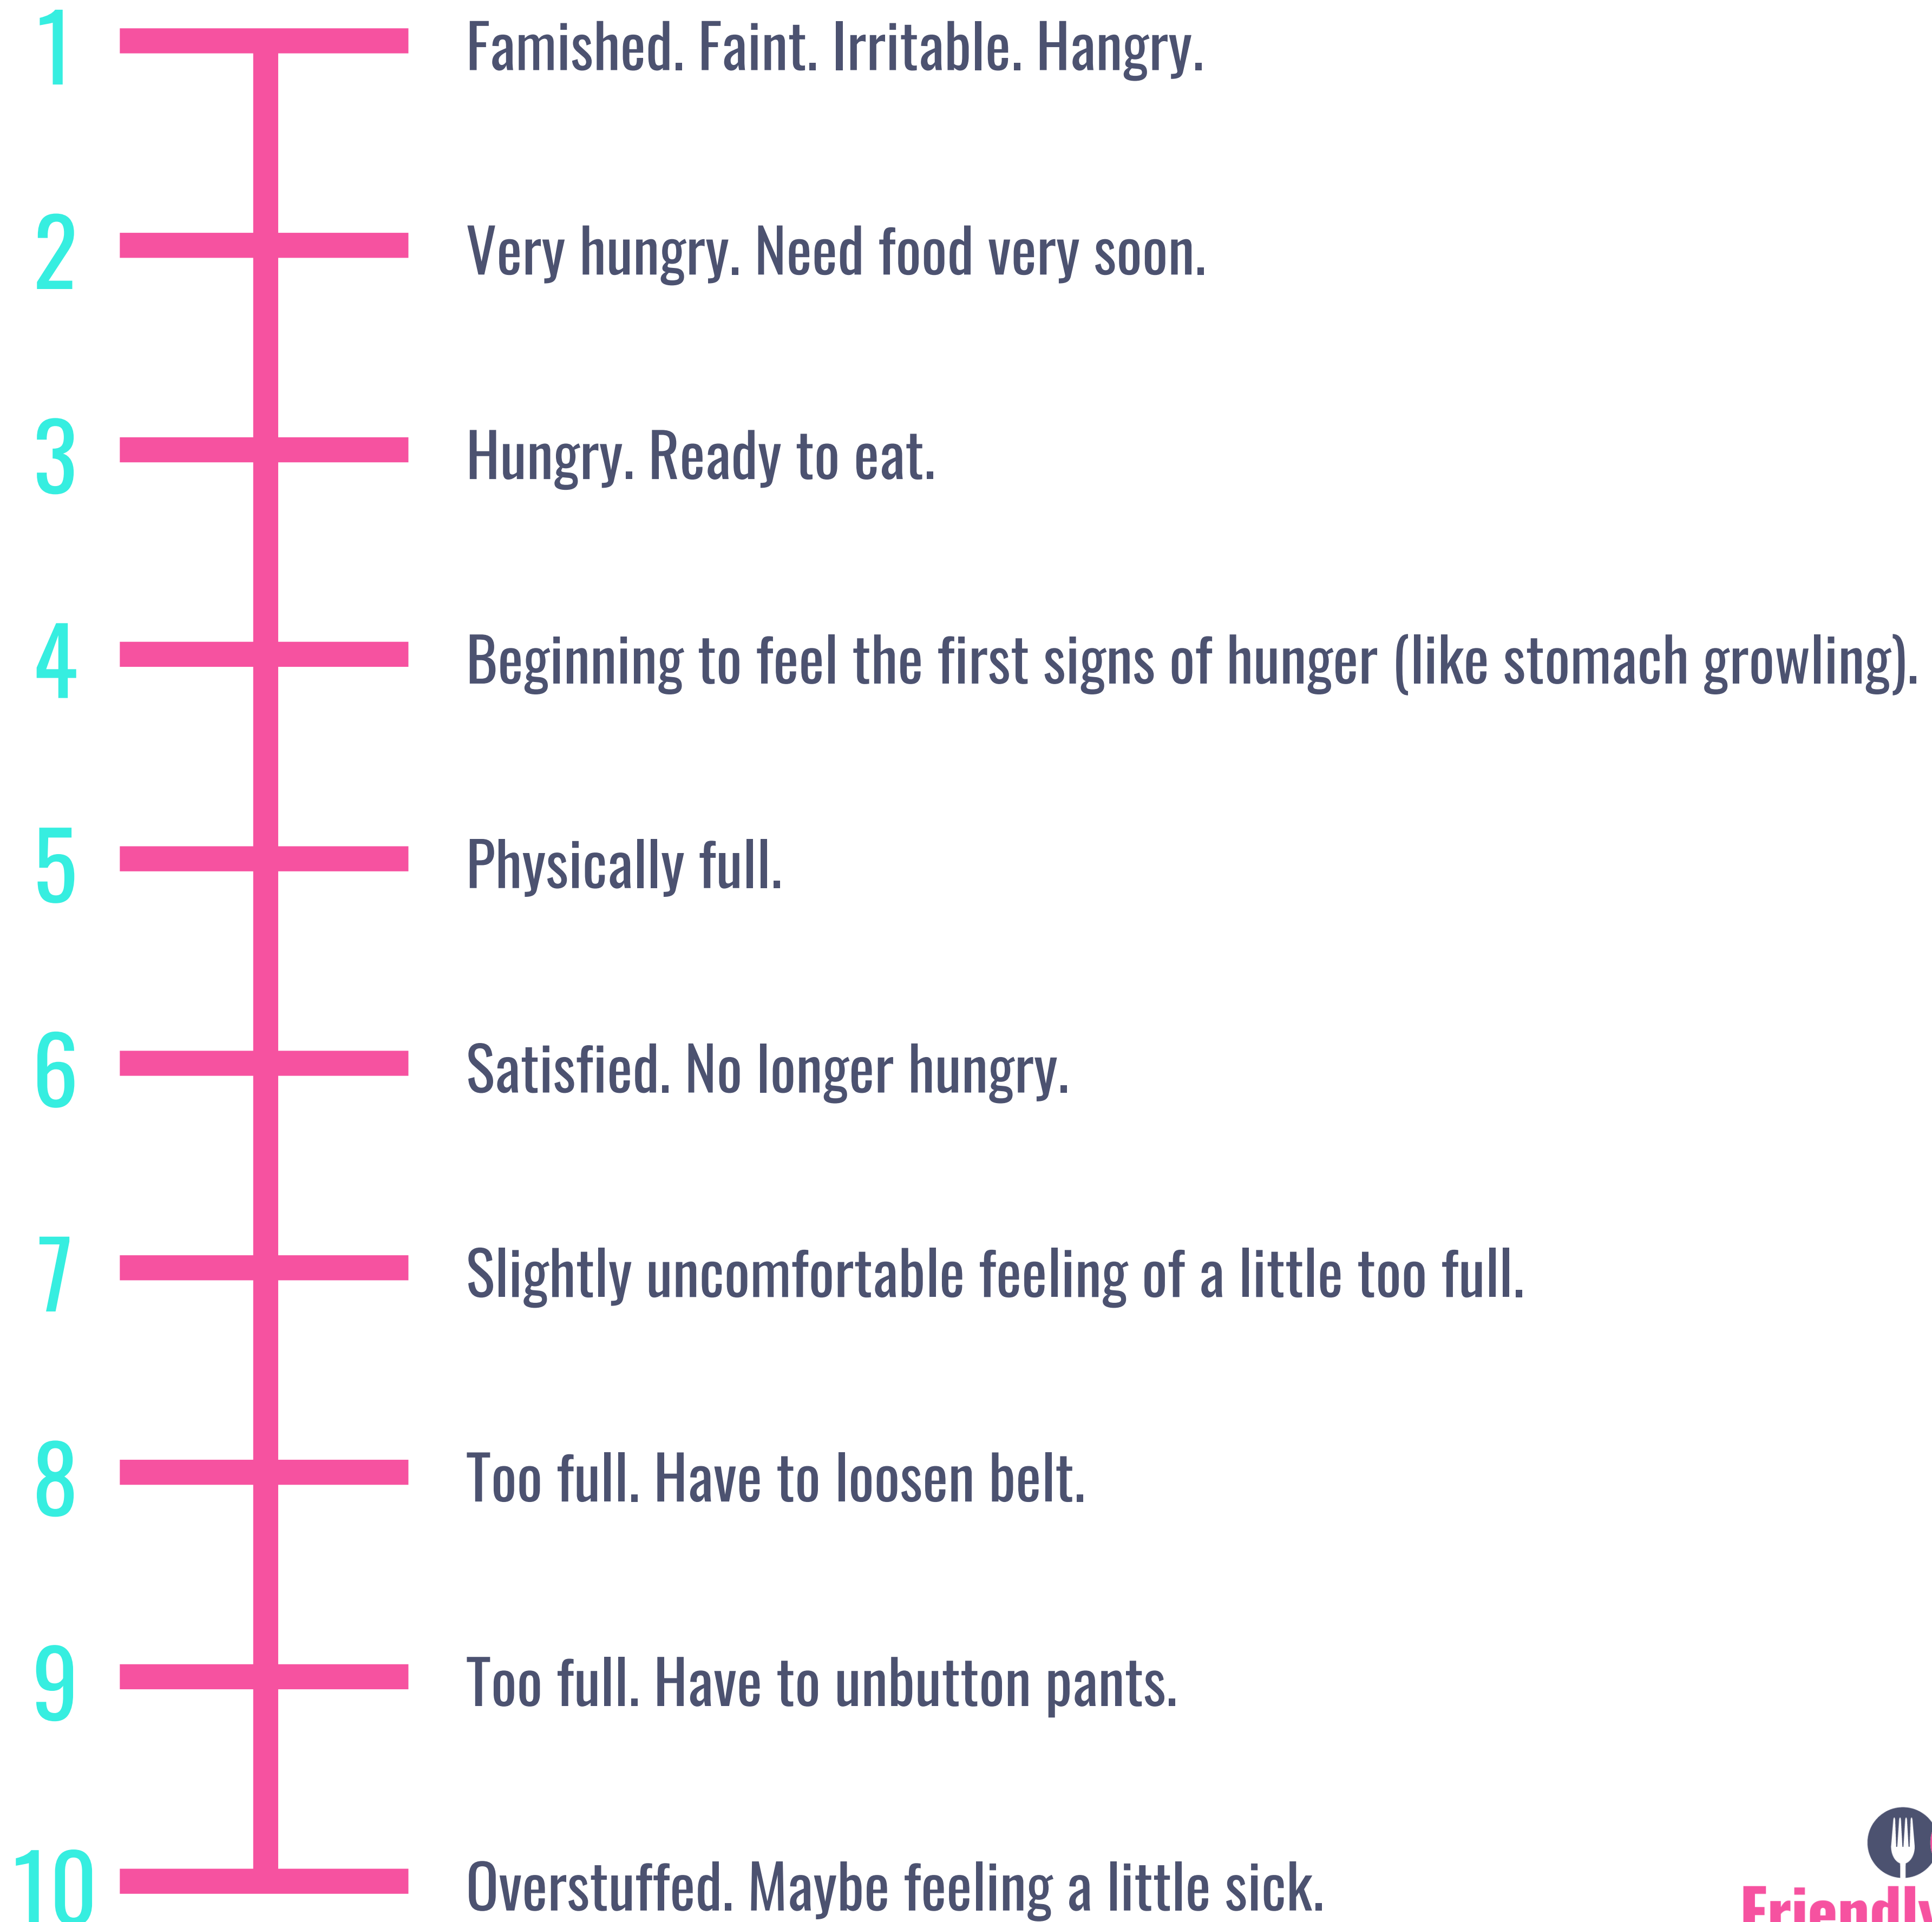 1 Famished. Faint. Irritable. Hangry.
2 Very hungry. Need food very soon.
3 Hungry. Ready to eat.
4 Beginning to feel the first signs of hunger (like stomach growling).
5 Physically full.
6 Satisfied. No longer hungry.
7 Slightly uncomfortable feeling of a little too full.
8 Too full. Have to loosen belt.
9 Too full. Have to unbutton pants.
10 Overstuffed. Maybe feeling a little sick.
Friendly